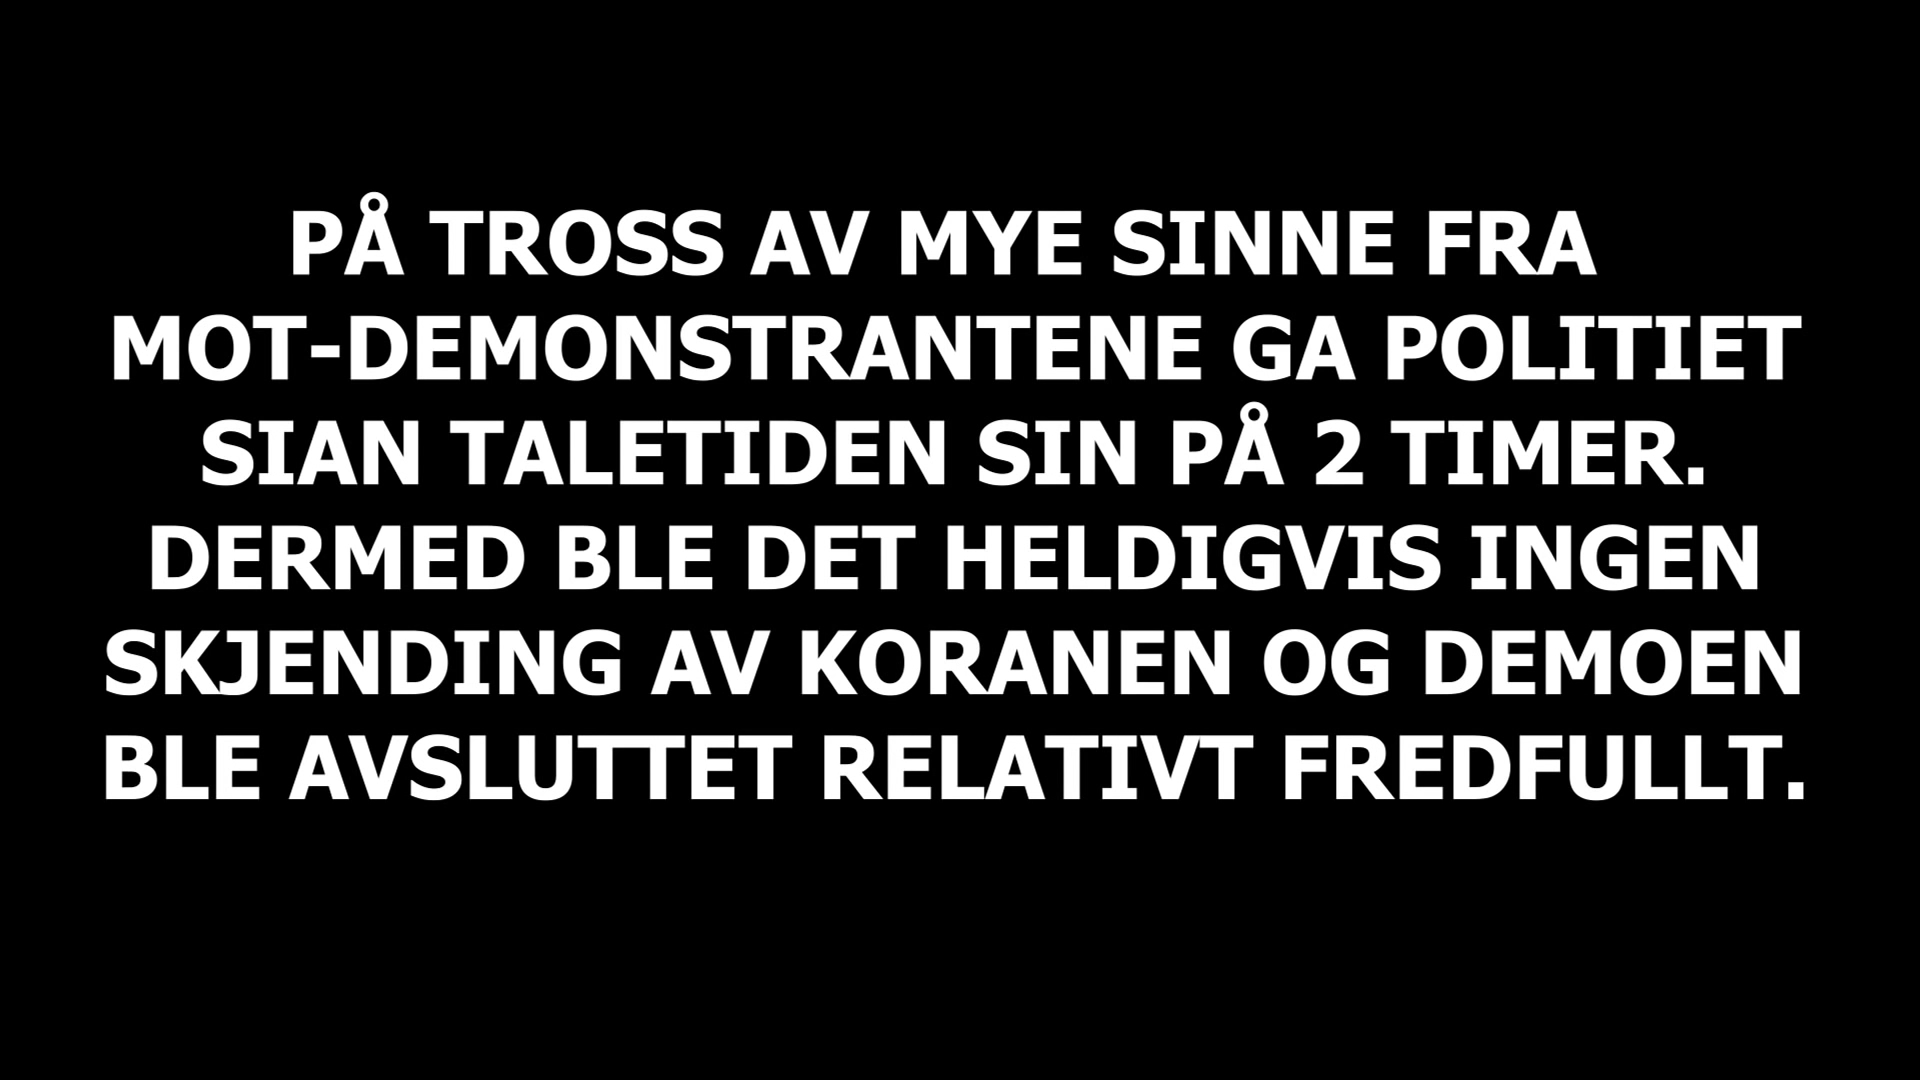 PÅ TROSS AV MYE SINNE FRA
MOT-DEMONSTRANTENE GA POLITIET
SIAN TALETIDEN SIN PÅ 2 TIMER.
DERMED BLE DET HELDIGVIS INGEN
SKJENDING AV KORANEN OG DEMOEN
BLE AVSLUTTET RELATIVT FREDFULLT.